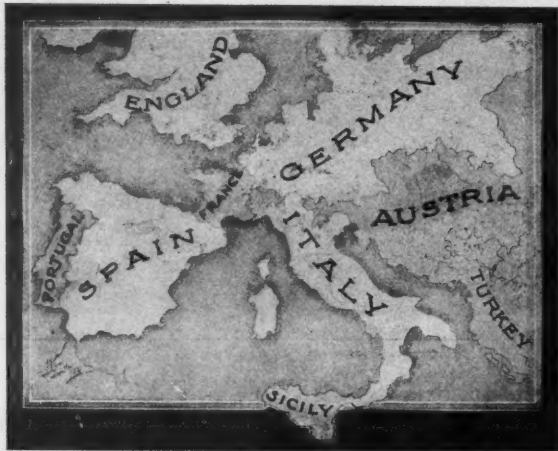 ENGLAND
GERMANY
FRANCE
AUSTRIA
ITALY
SPAIN
PORTUGAL
TURKEY
SICILY